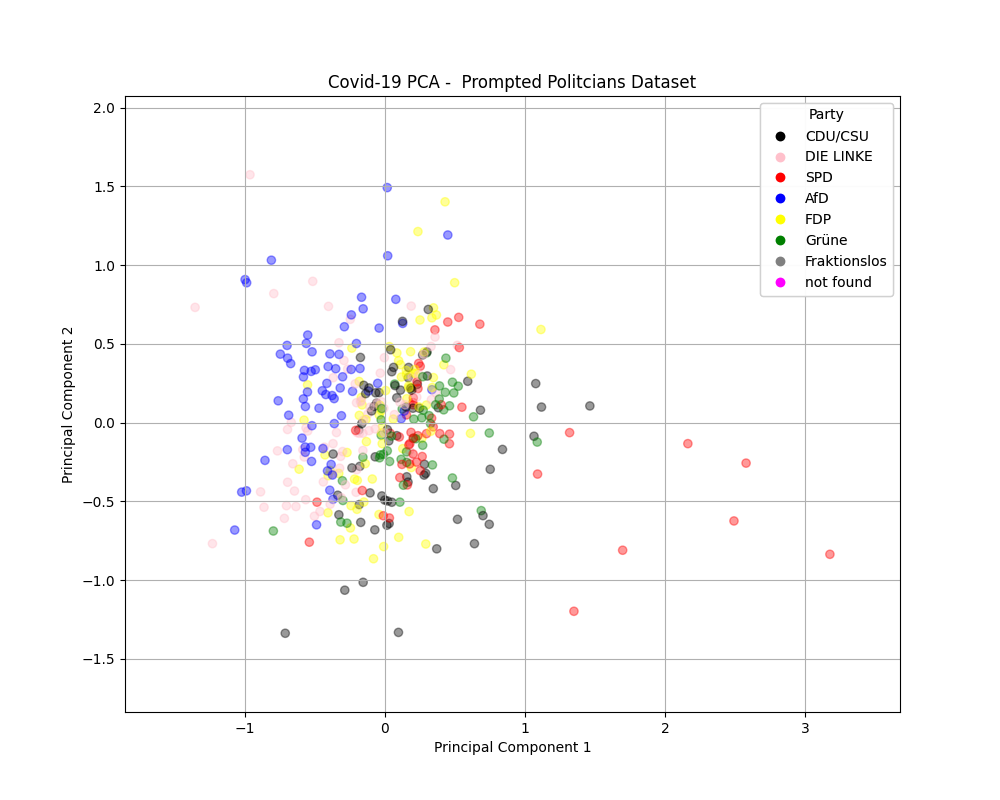 Covid-19 PCA -  Prompted Politcians Dataset
Party
CDU/CSU
DIE LINKE
SPD
AfD
FDP
Grüne
Fraktionslos
not found
2.0
1.5
1.0
0.5
0.0
−0.5
−1.0
−1.5
Principal Component 2
−1
0
1
2
3
Principal Component 1